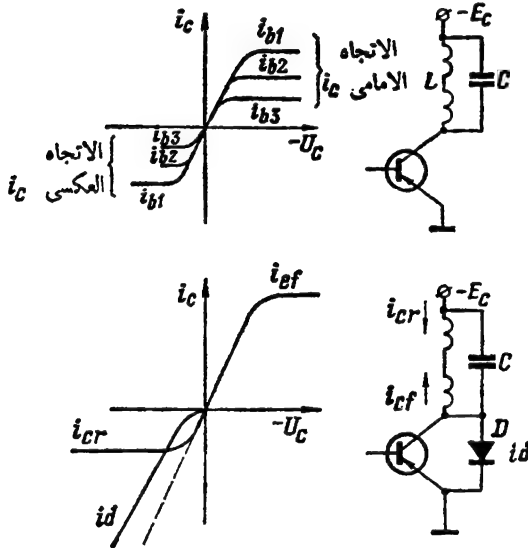 i_c
i_b1
i_b2
i_b3
الاتجاه
الامامى i_c
-U_C
i_b3
i_b2
i_b1
الاتجاه
العكسى i_c
-E_C
L
C
i_c
i_ef
-U_C
i_cr
id
-E_C
i_cr
C
i_cf
D
id